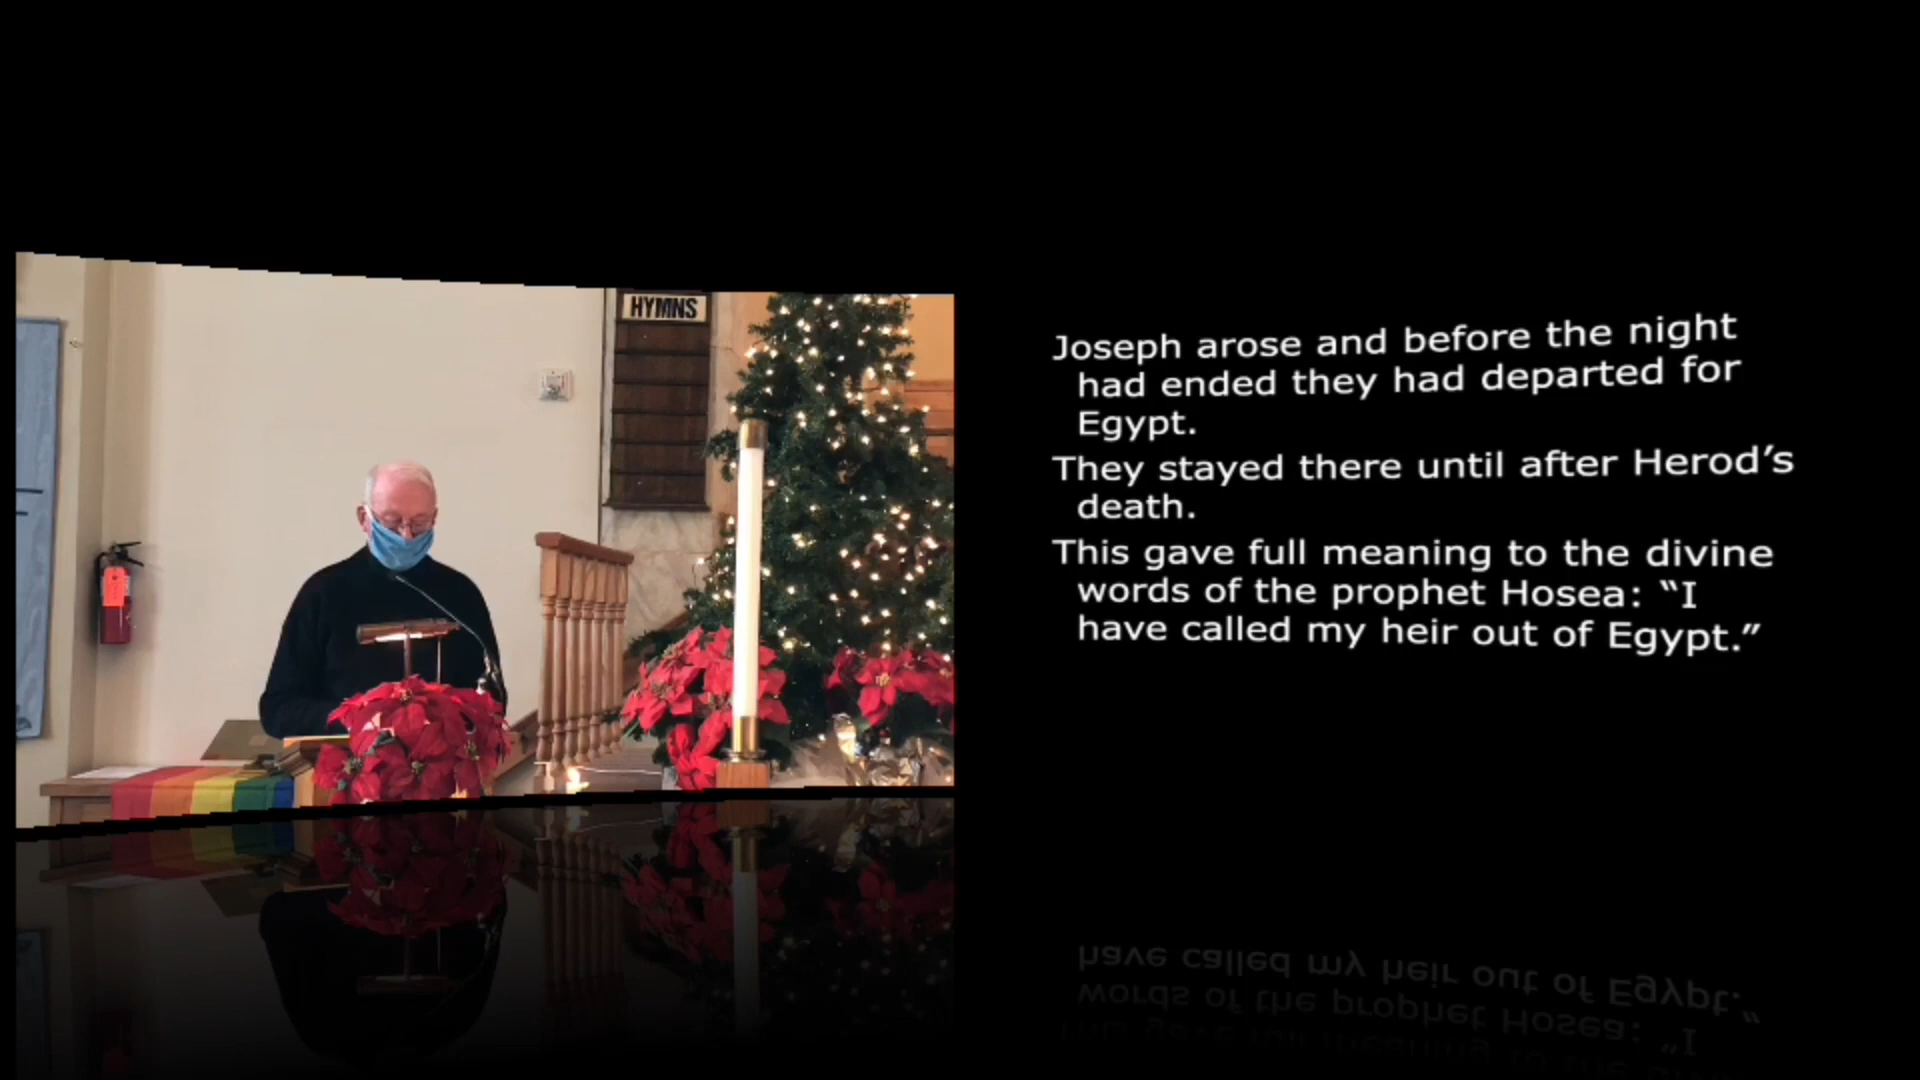 HYMNS
Joseph arose and before the night
had ended they had departed for
Egypt.
They stayed there until after Herod’s
death.
This gave full meaning to the divine
words of the prophet Hosea: “I
have called my heir out of Egypt.”